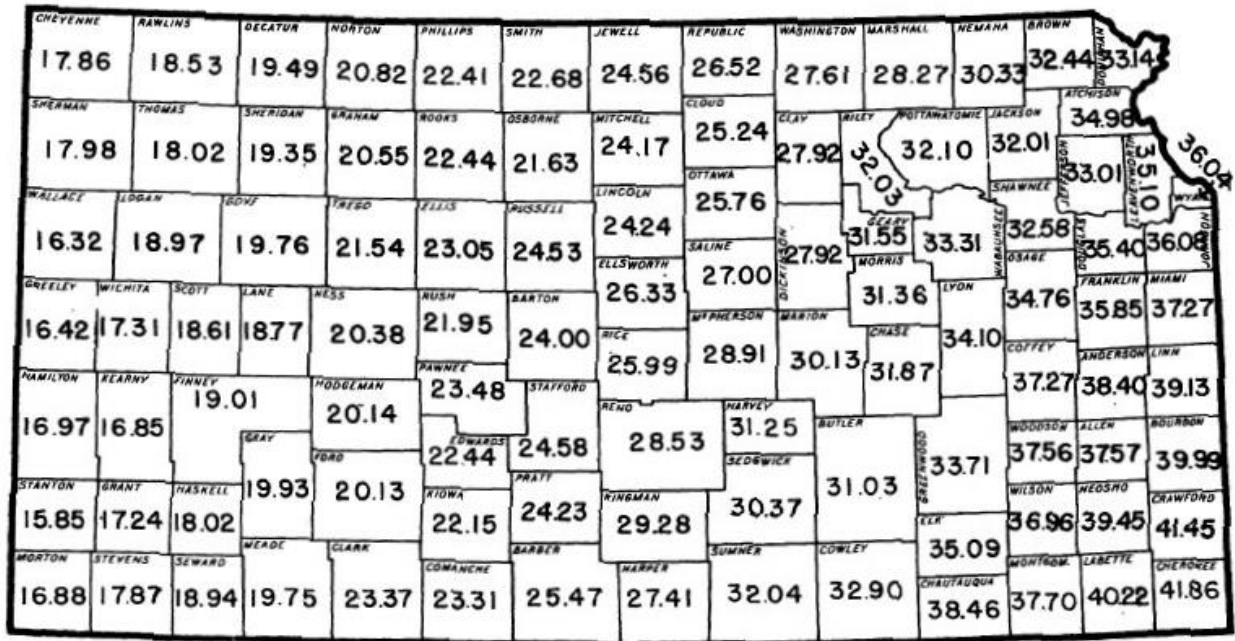 CHEYENNE RAWLINS DECATUR NORTON PHILLIPS SMITH JEWELL REPUBLIC WASHINGTON MARSHALL NEMAHA BROWN DONIPHAN
17.86 18.53 19.49 20.82 22.41 22.68 24.56 26.52 27.61 28.27 30.33 32.44 33.14
SHERMAN THOMAS SHERIDAN GRAHAM ROOKS OSBORNE MITCHELL CLOUD CLAY RILEY POTTAWATOMIE JACKSON ATCHISON
17.98 18.02 19.35 20.55 22.44 21.63 24.17 25.24 27.92 32.03 32.10 32.01 34.98
JEFFERSON LEAVENWORTH WYAN.
33.01 35.10 36.04
WALLACE LOGAN GOVE TREGO ELLIS RUSSELL LINCOLN OTTAWA DICKINSON GEARY WABAUNSEE SHAWNEE DOUGLAS JOHNSON
16.32 18.97 19.76 21.54 23.05 24.53 24.24 25.76 27.92 31.55 33.31 32.58 35.40 36.08
ELLSWORTH SALINE MORRIS OSAGE FRANKLIN MIAMI
26.33 27.00 31.36 34.76 35.85 37.27
GREELEY WICHITA SCOTT LANE NESS RUSH BARTON RICE McPHERSON MARION CHASE LYON COFFEY ANDERSON LINN
16.42 17.31 18.61 18.77 20.38 21.95 24.00 25.99 28.91 30.13 31.87 34.10 37.27 38.40 39.13
HAMILTON KEARNY FINNEY HODGEMAN PAWNEE STAFFORD RENO HARVEY BUTLER GREENWOOD WOODSON ALLEN BOURBON
16.97 16.85 19.01 20.14 23.48 24.58 28.53 31.25 31.03 33.71 37.56 37.57 39.99
GRAY FORD EDWARDS SEDGWICK
19.93 20.13 22.44 30.37
STANTON GRANT HASKELL KIOWA PRATT KINGMAN ELK WILSON NEOSHO CRAWFORD
15.85 17.24 18.02 22.15 24.23 29.28 35.09 36.96 39.45 41.45
MORTON STEVENS SEWARD MEADE CLARK COMANCHE BARBER HARPER SUMNER COWLEY CHAUTAUQUA MONTGOM. LABETTE CHEROKEE
16.88 17.87 18.94 19.75 23.37 23.31 25.47 27.41 32.04 32.90 38.46 37.70 40.22 41.86